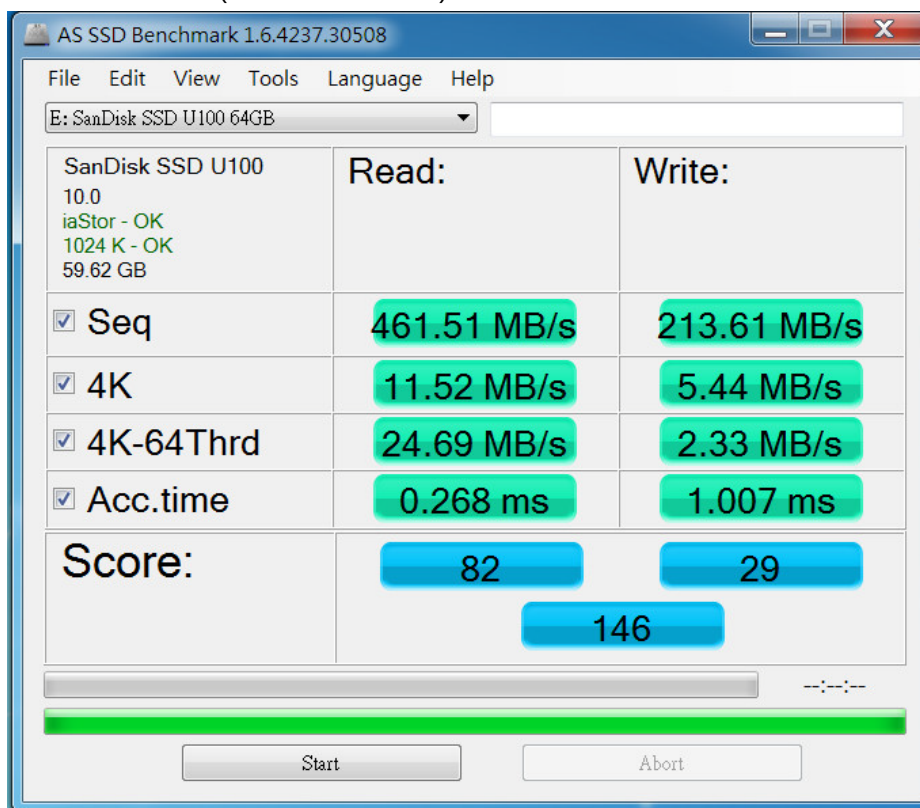 AS SSD Benchmark 1.6.4237.30508
File Edit View Tools Language Help
E: SanDisk SSD U100 64GB
SanDisk SSD U100
10.0
iaStor - OK
1024 K - OK
59.62 GB
Read: Write:
Seq 461.51 MB/s 213.61 MB/s
4K 11.52 MB/s 5.44 MB/s
4K-64Thrd 24.69 MB/s 2.33 MB/s
Acc.time 0.268 ms 1.007 ms
Score: 82 29
146
--:--:--
Start Abort